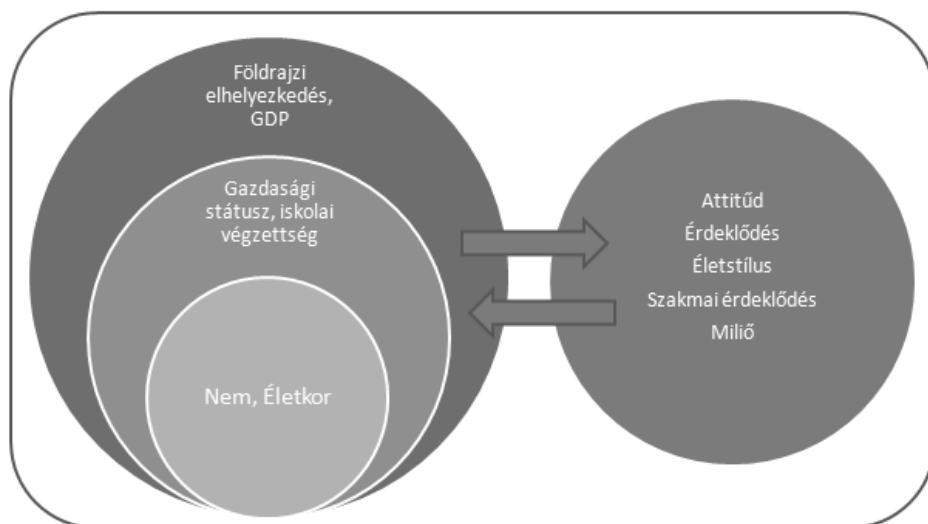 Földrajzi
elhelyezkedés,
GDP
Gazdasági
státusz, iskolai
végzettség
Nem, Életkor
Attitűd
Érdeklődés
Életstílus
Szakmai érdeklődés
Miliő